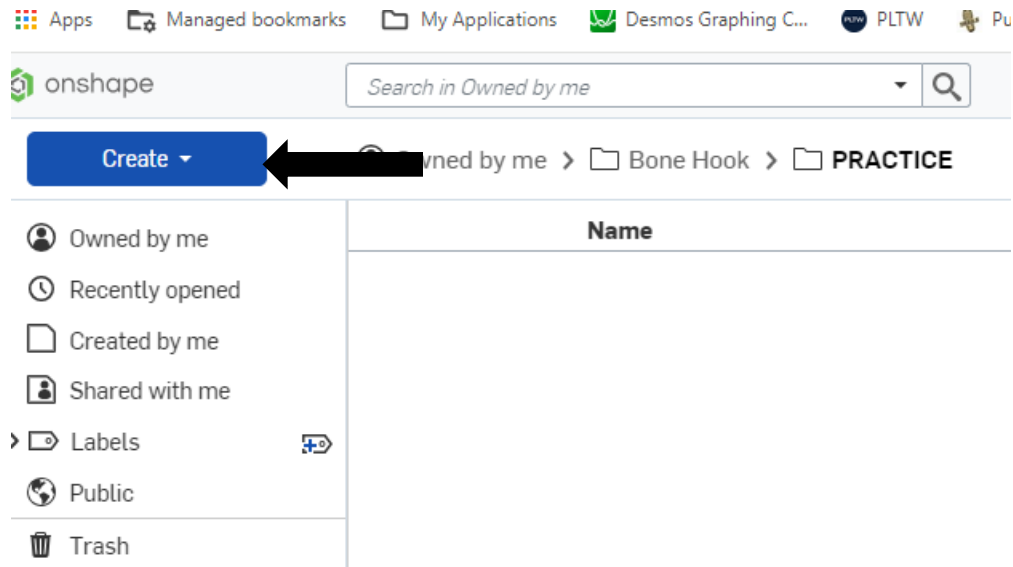 Apps Managed bookmarks My Applications Desmos Graphing C... PLTW
onshape Search in Owned by me
Create wned by me > Bone Hook > PRACTICE
Owned by me
Name
Recently opened
Created by me
Shared with me
Labels
Public
Trash